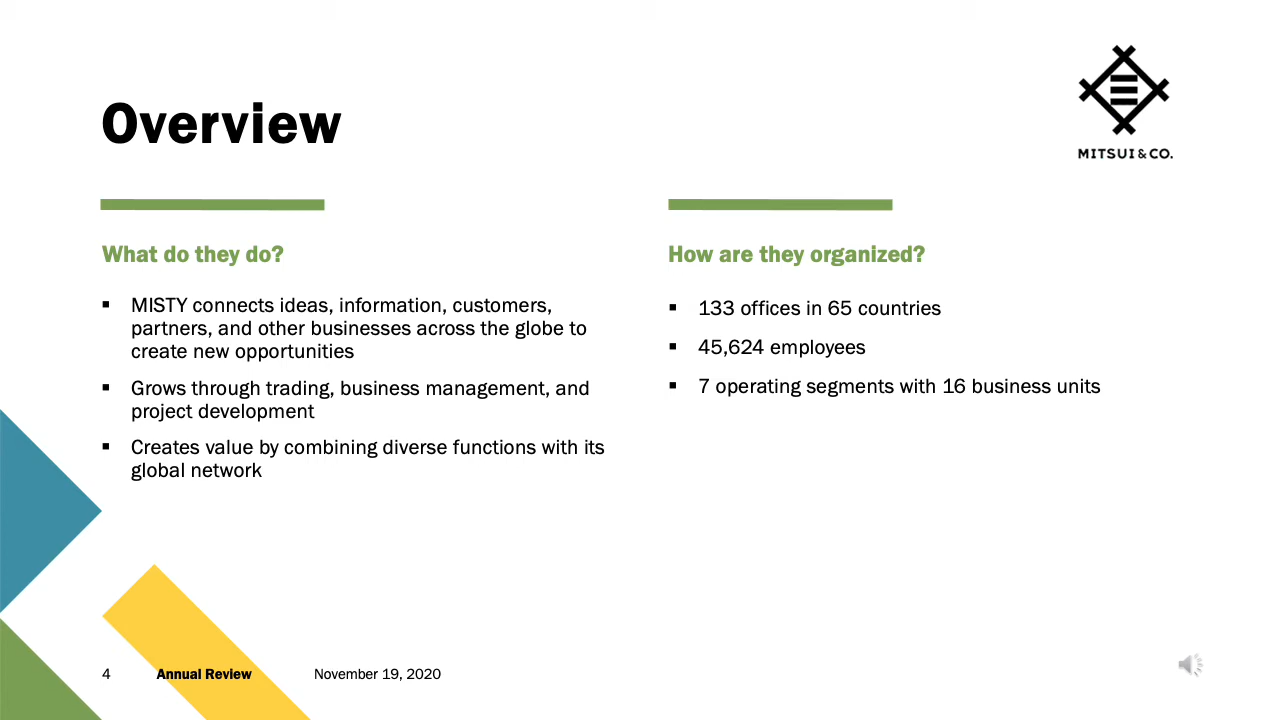 Overview
MITSUI & CO.
What do they do?
▪ MISTY connects ideas, information, customers,
partners, and other businesses across the globe to
create new opportunities
▪ Grows through trading, business management, and
project development
▪ Creates value by combining diverse functions with its
global network
How are they organized?
▪ 133 offices in 65 countries
▪ 45,624 employees
▪ 7 operating segments with 16 business units
4 Annual Review November 19, 2020